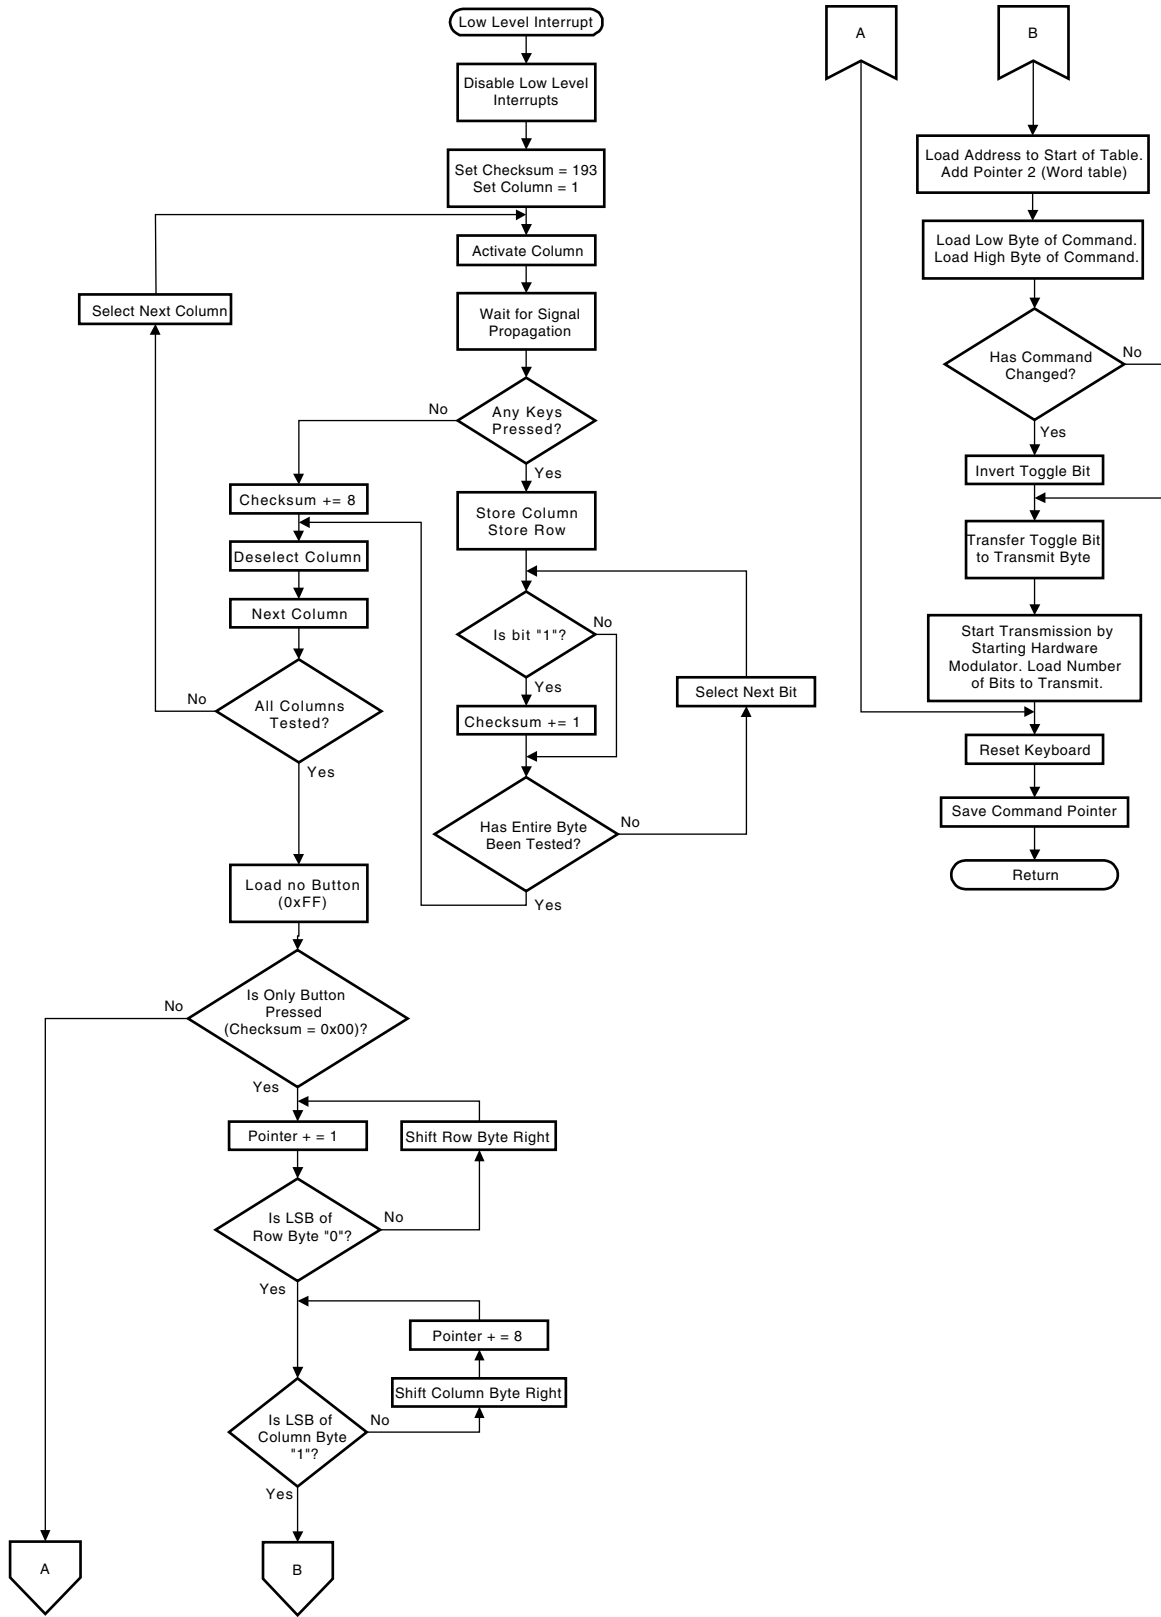 Low Level Interrupt
Disable Low Level
Interrupts
Set Checksum = 193
Set Column = 1
Activate Column
Select Next Column
Wait for Signal
Propagation
No
Any Keys
Pressed?
Yes
Checksum += 8
Store Column
Store Row
Deselect Column
Next Column
Is bit "1"?
No
Yes
Select Next Bit
No
All Columns
Tested?
Checksum += 1
Yes
Has Entire Byte
Been Tested?
No
Yes
Load no Button
(0xFF)
Is Only Button
Pressed
(Checksum = 0x00)?
No
Yes
Pointer + = 1
Shift Row Byte Right
Is LSB of
Row Byte "0"?
No
Yes
Pointer + = 8
Shift Column Byte Right
Is LSB of
Column Byte
"1"?
No
Yes
A
B
A
B
Load Address to Start of Table.
Add Pointer 2 (Word table)
Load Low Byte of Command.
Load High Byte of Command.
Has Command
Changed?
No
Yes
Invert Toggle Bit
Transfer Toggle Bit
to Transmit Byte
Start Transmission by
Starting Hardware
Modulator. Load Number
of Bits to Transmit.
Reset Keyboard
Save Command Pointer
Return